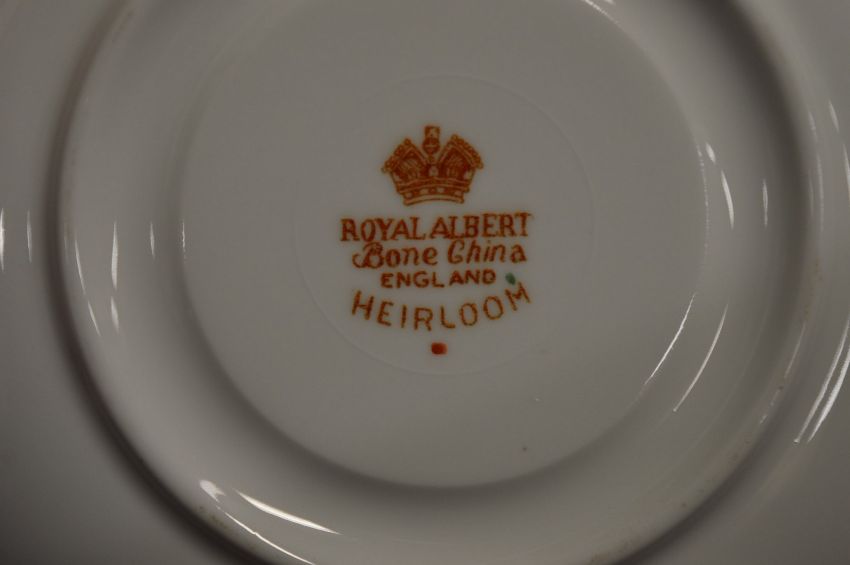 ROYAL ALBERT
Bone China
ENGLAND
HEIRLOOM